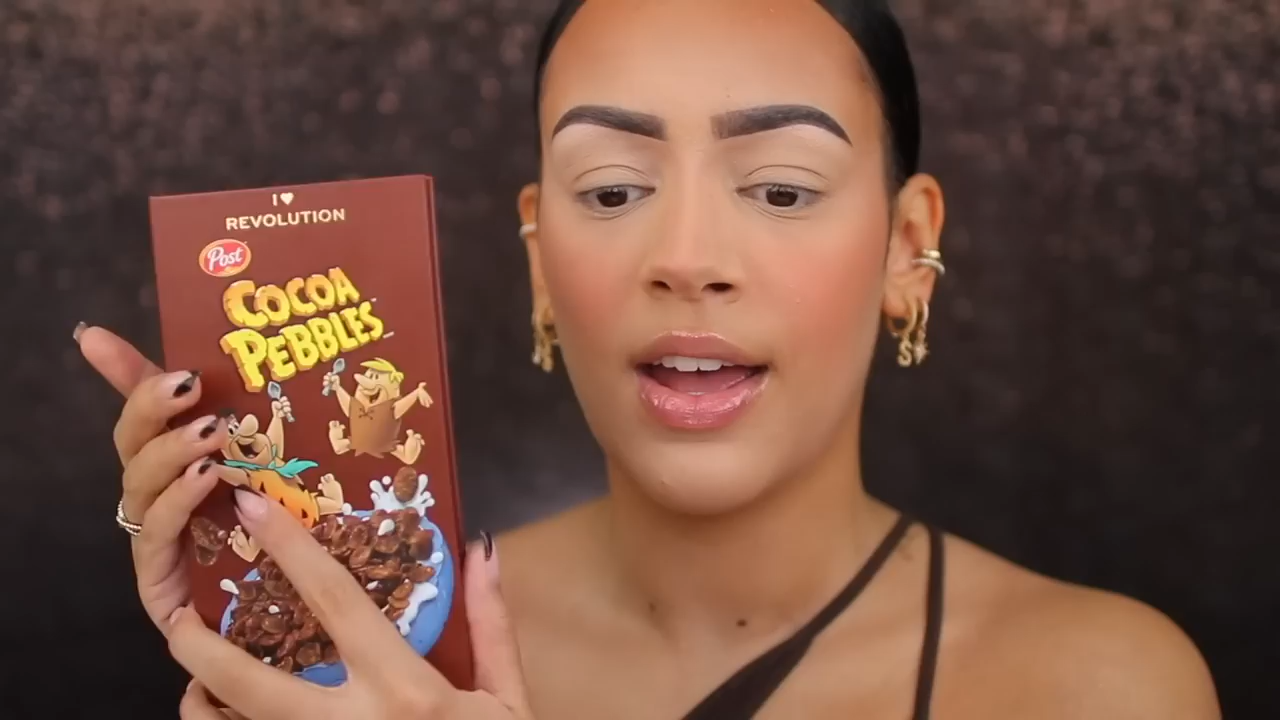 I ♥
REVOLUTION
Post
COCOA
PEBBLES
S